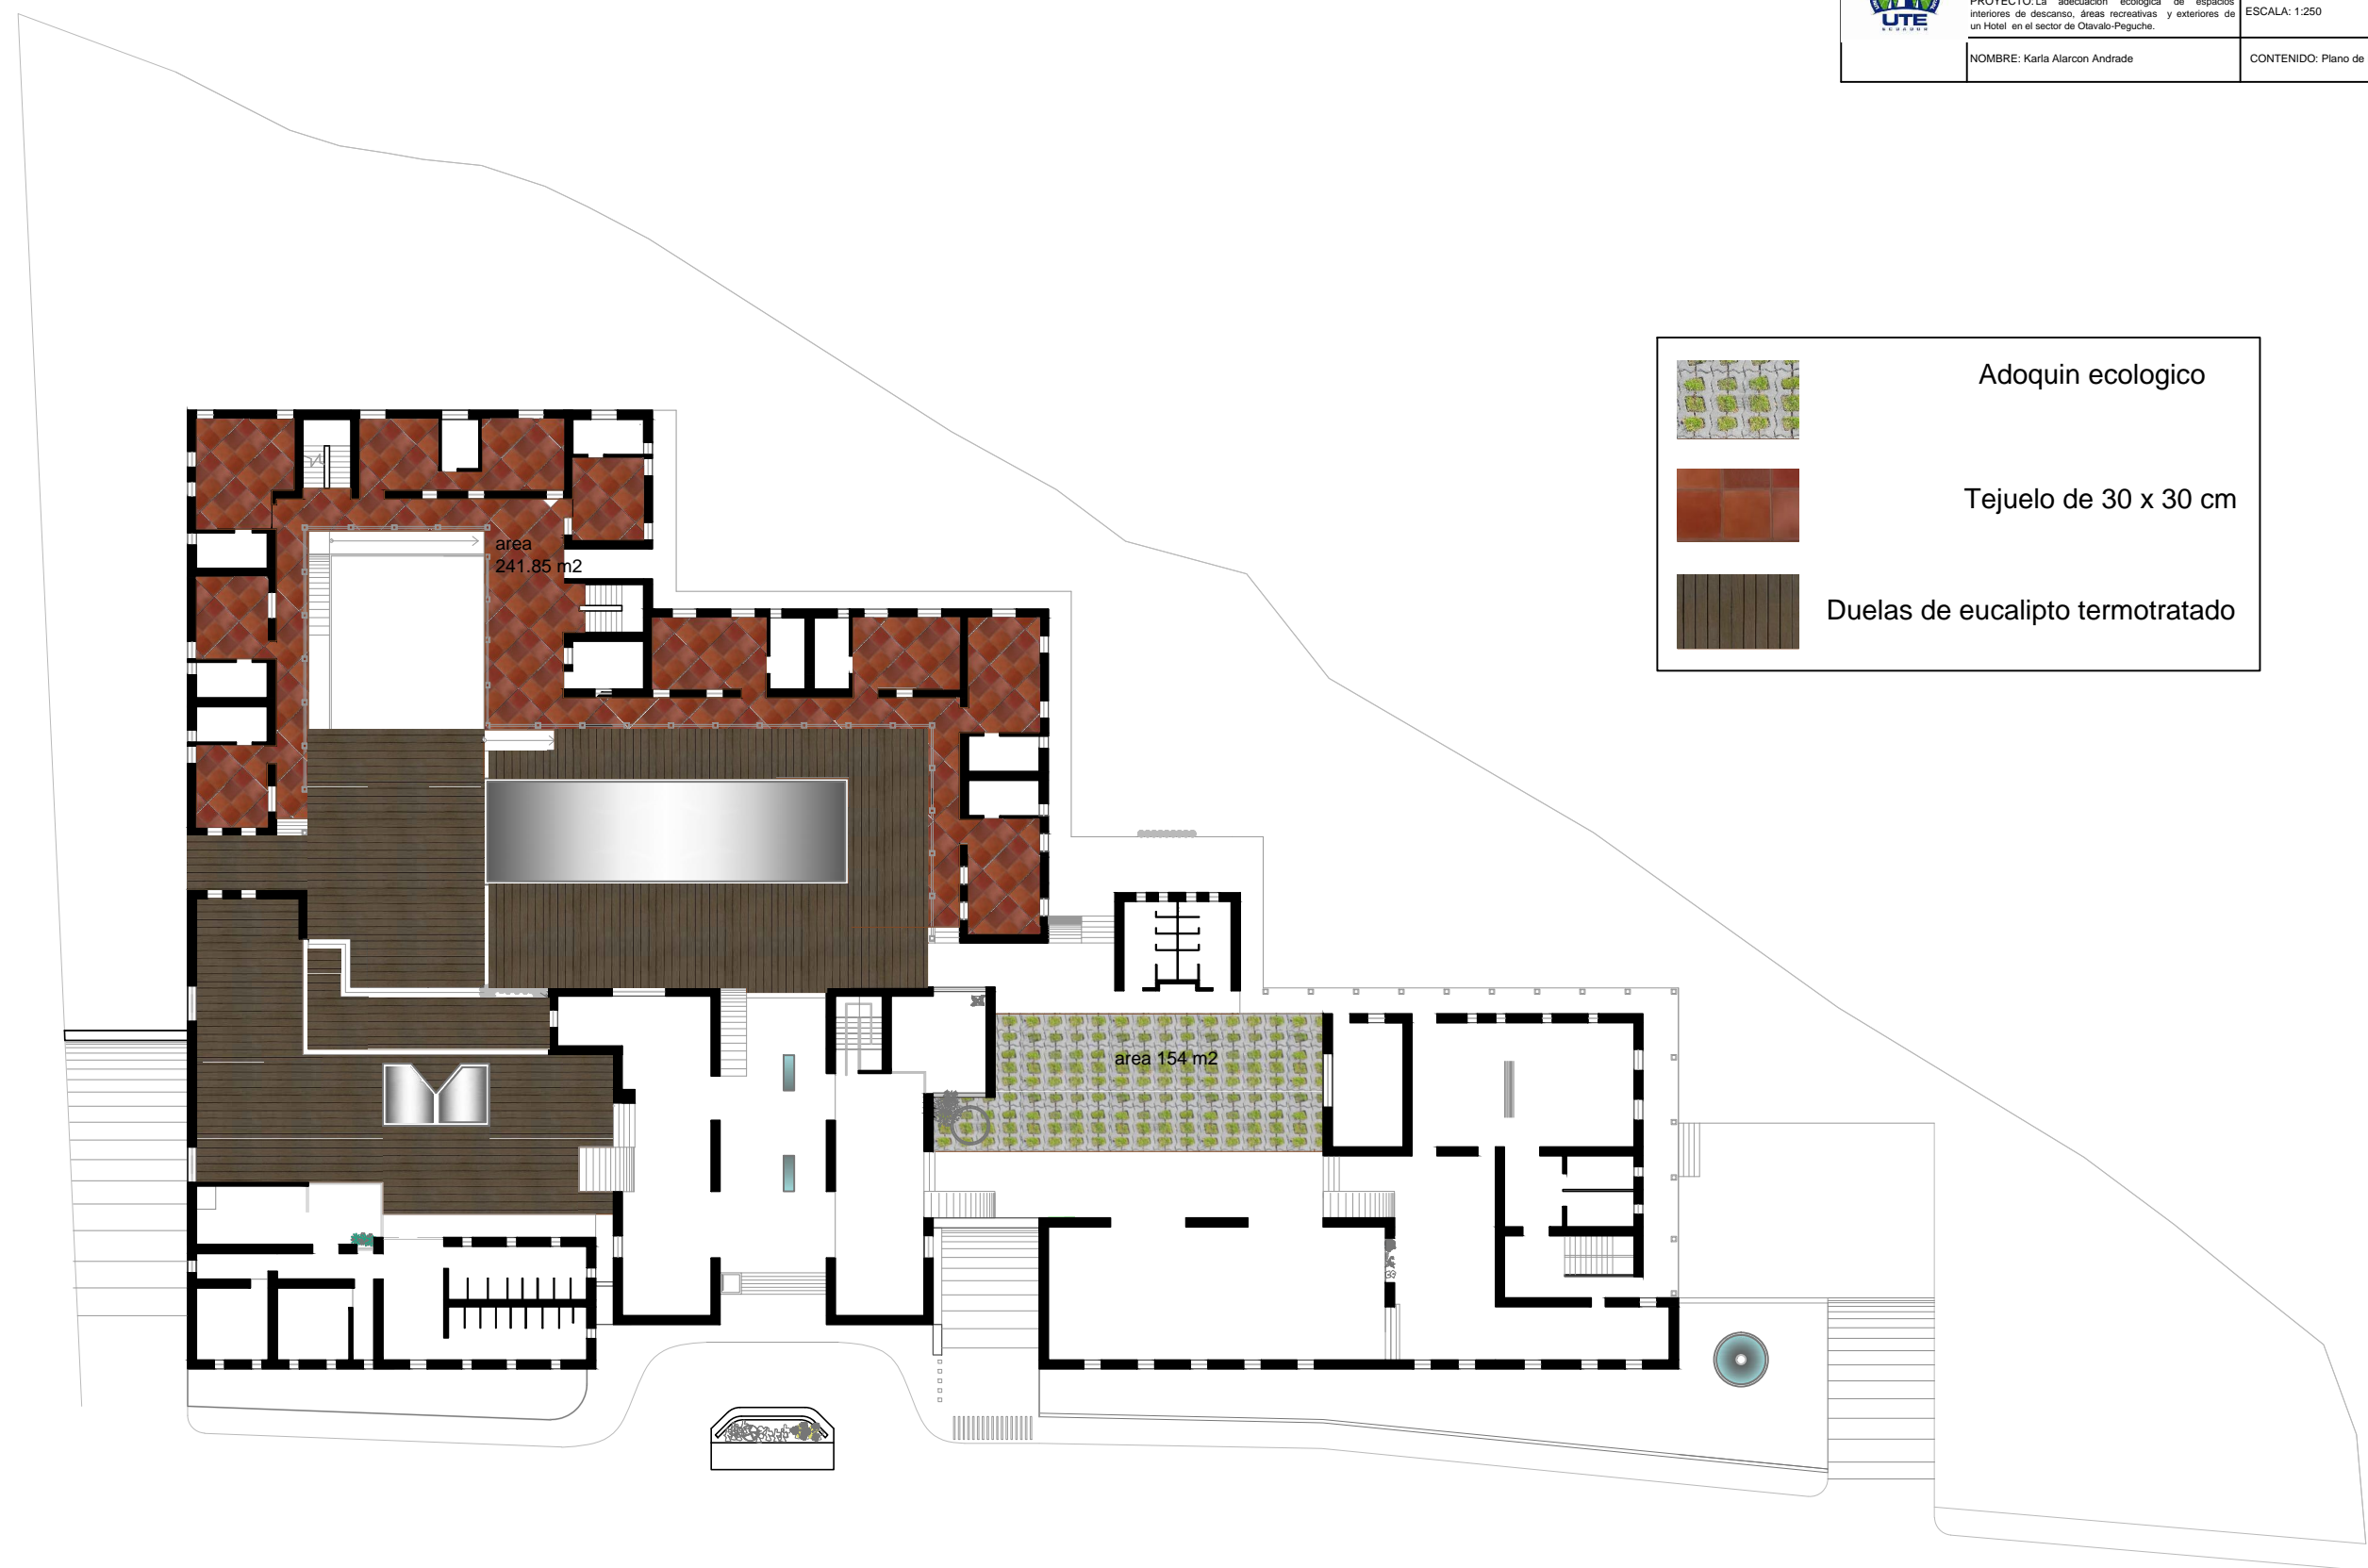 PROYECTO: La adecuación ecológica de espacios
interiores de descanso, áreas recreativas y exteriores de
un Hotel en el sector de Otavalo-Peguche.
ESCALA: 1:250
UTE
ECUADOR
NOMBRE: Karla Alarcon Andrade
CONTENIDO: Plano de
Adoquin ecologico
Tejuelo de 30 x 30 cm
Duelas de eucalipto termotratado
area
241.85 m2
area 154 m2